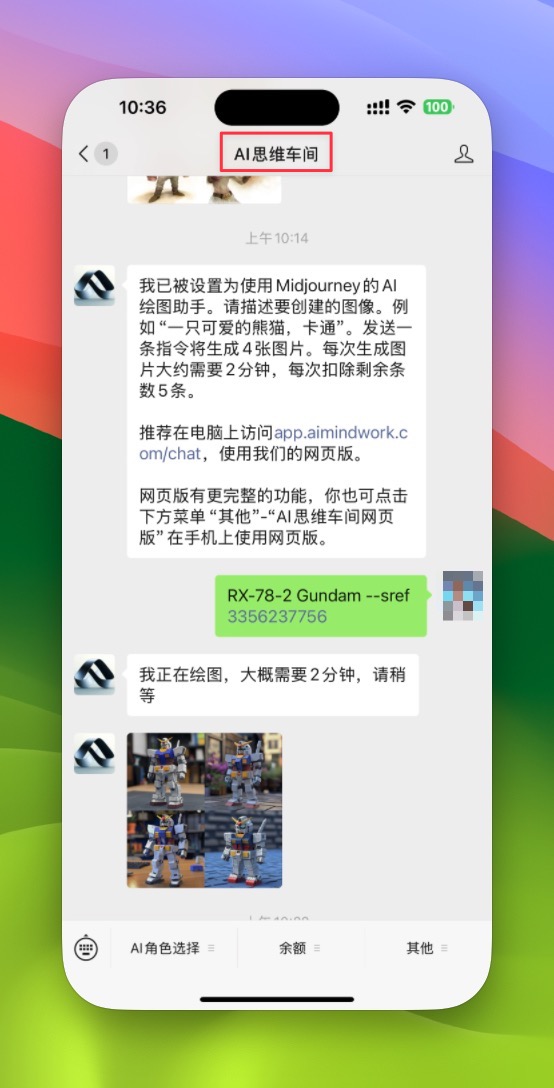 10:36
100
1
AI思维车间
上午10:14
我已被设置为使用Midjourney的AI
绘图助手。请描述要创建的图像。例
如“一只可爱的熊猫，卡通”。发送一
条指令将生成4张图片。每次生成图
片大约需要2分钟，每次扣除剩余条
数5条。
推荐在电脑上访问app.aimindwork.c
om/chat，使用我们的网页版。
网页版有更完整的功能，你也可点击
下方菜单“其他”-“AI思维车间网页
版”在手机上使用网页版。
RX-78-2 Gundam --sref
3356237756
我正在绘图，大概需要2分钟，请稍
等
AI角色选择
余额
其他